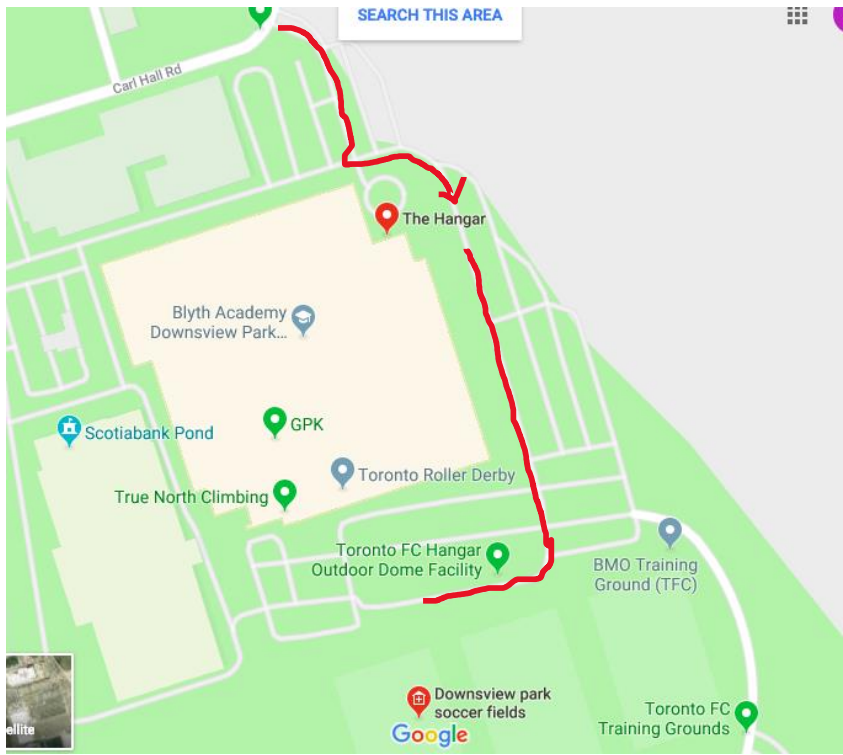 SEARCH THIS AREA
Carl Hall Rd
The Hangar
Blyth Academy
Downsview Park...
GPK
Scotiabank Pond
Toronto Roller Derby
True North Climbing
Toronto FC Hangar
Outdoor Dome Facility
BMO Training
Ground (TFC)
Downsview park
soccer fields
Toronto FC
Training Grounds
ellite
Google